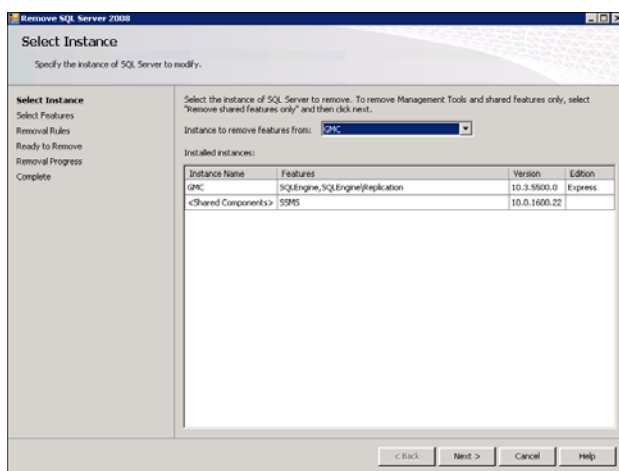 Remove SQL Server 2008
Select Instance
Specify the instance of SQL Server to modify.
Select Instance
Select Features
Removal Rules
Ready to Remove
Removal Progress
Complete
Select the instance of SQL Server to remove. To remove Management Tools and shared features only, select
"Remove shared features only" and then click next.
Instance to remove features from: GMC
Installed instances:
Instance Name Features Version Edition
GMC SQLEngine,SQLEngine\Replication 10.3.5500.0 Express
<Shared Components> SSMS 10.0.1600.22
< Back Next > Cancel Help